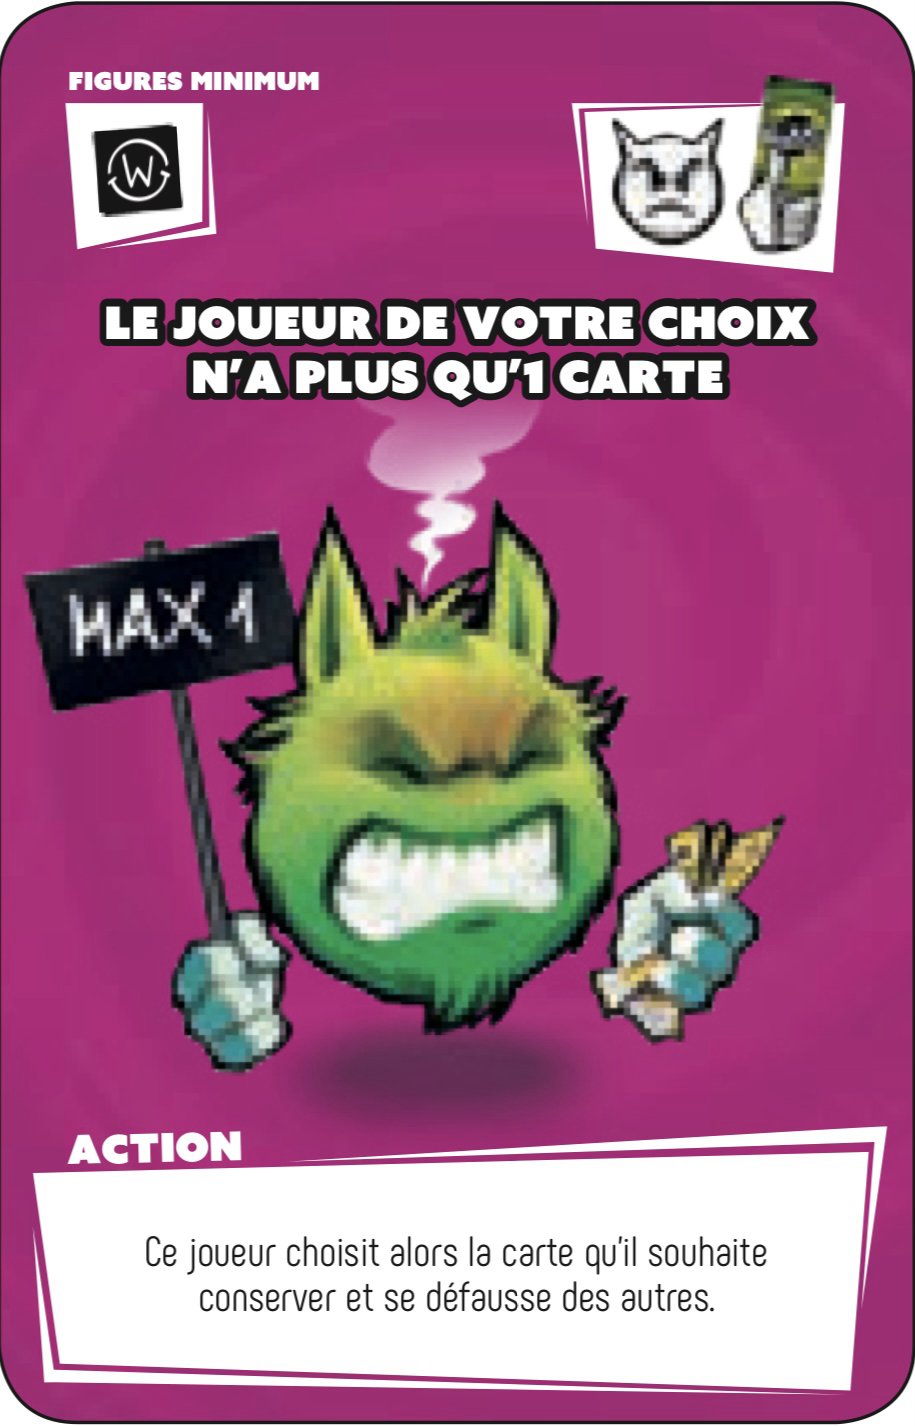 FIGURES MINIMUM
W
LE JOUEUR DE VOTRE CHOIX
N'A PLUS QU'1 CARTE
MAX 1
ACTION
Ce joueur choisit alors la carte qu'il souhaite
conserver et se défausse des autres.